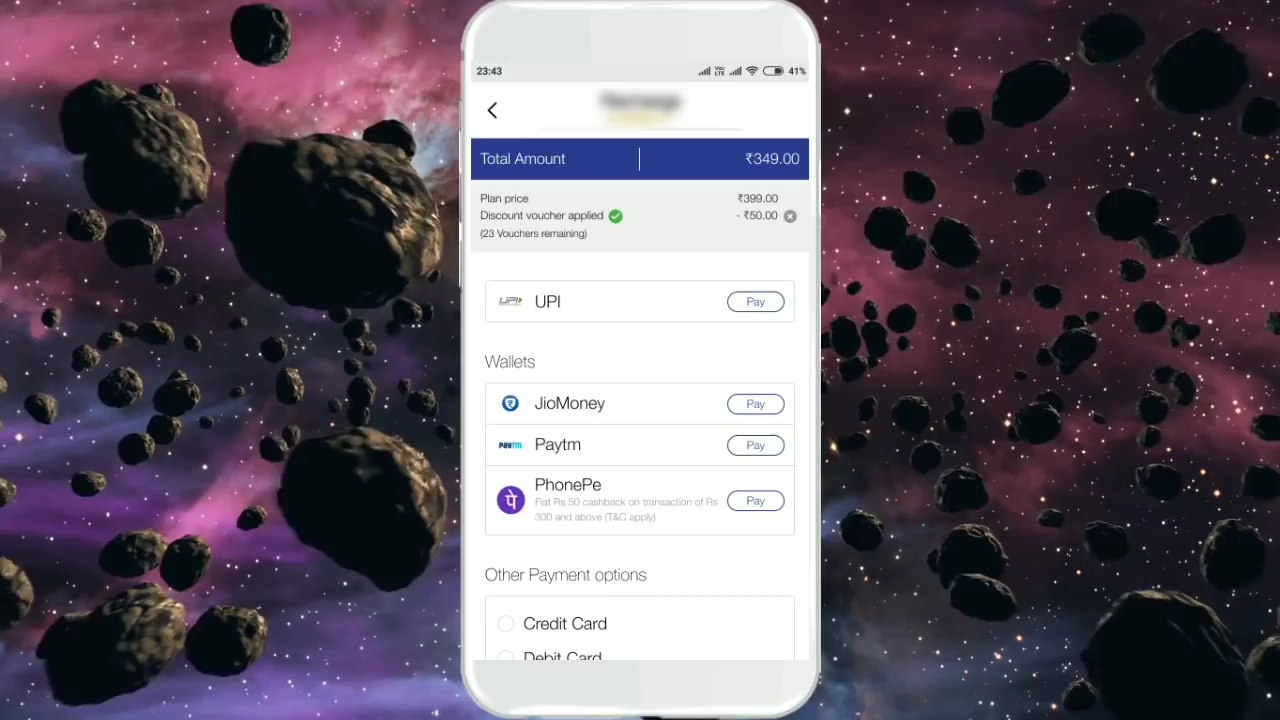 23:43
Vo) LTE 41%
Total Amount ₹349.00
Plan price ₹399.00
Discount voucher applied - ₹50.00
(23 Vouchers remaining)
UPI UPI Pay
Wallets
JioMoney Pay
Paytm Paytm Pay
PhonePe
पे Flat Rs 50 cashback on transaction of Rs Pay
300 and above (T&C apply)
Other Payment options
Credit Card
Debit Card